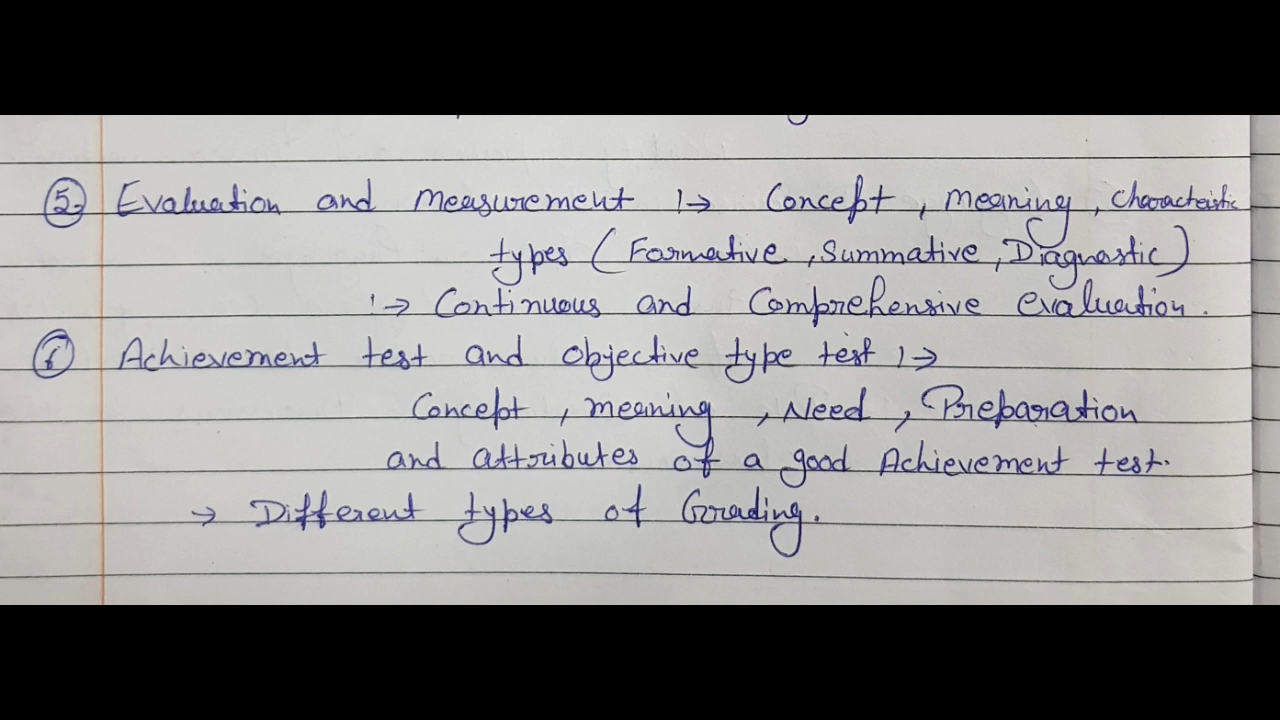 5. Evaluation and Measurement :→ Concept, Meaning, Characteristic
types (Formative, Summative, Diagnostic)
:→ Continuous and Comprehensive evaluation.
6 Achievement test and objective type test :→
Concept, meaning, Need, Preparation
and attributes of a good Achievement test.
→ Different types of Grading.